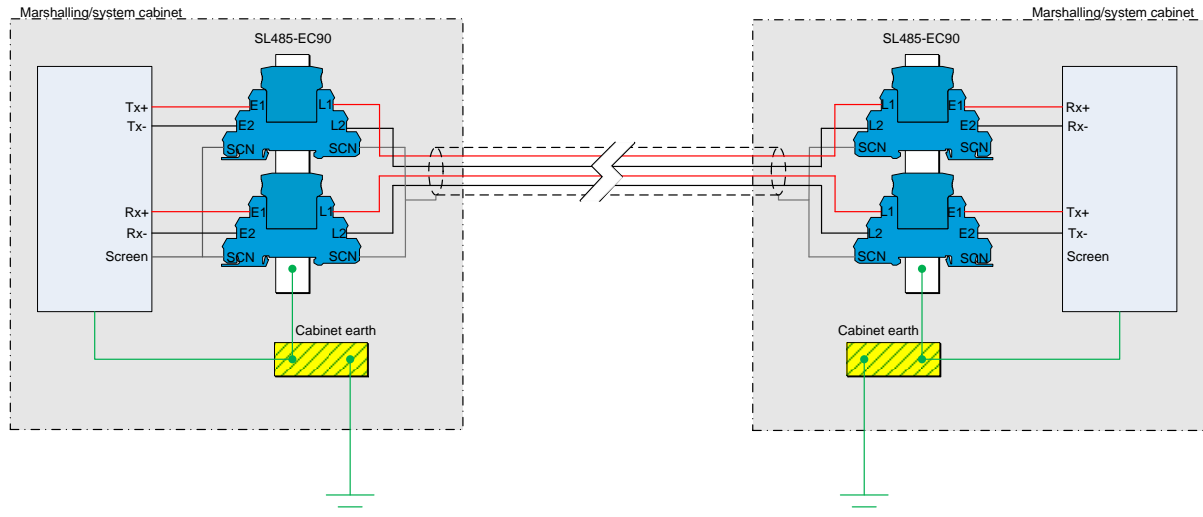 Marshalling/system cabinet
Marshalling/system cabinet
SL485-EC90
SL485-EC90
Tx+
E1
L1
L1
E1
Rx+
Tx-
E2
L2
L2
E2
Rx-
SCN
SCN
SCN
SCN
Rx+
E1
L1
L1
E1
Tx+
Rx-
E2
L2
L2
E2
Tx-
Screen
SCN
SCN
SCN
SCN
Screen
Cabinet earth
Cabinet earth